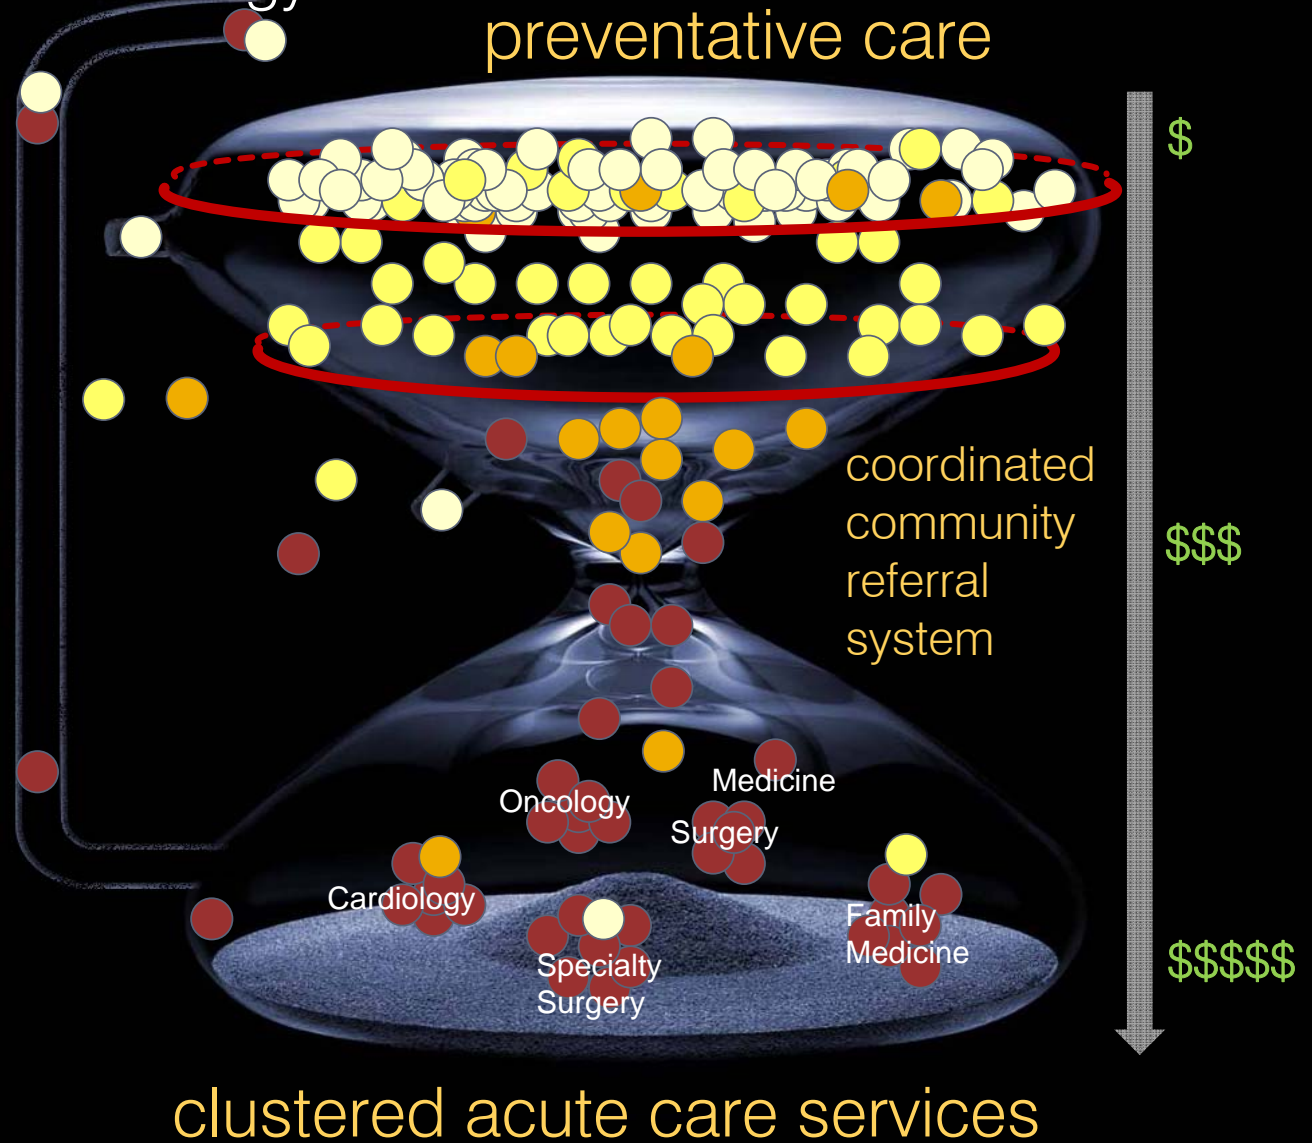 preventative care
$
coordinated
community
referral
system
$$$
Medicine
Oncology
Surgery
Cardiology
Family
Medicine
Specialty
Surgery
$$$$$
clustered acute care services